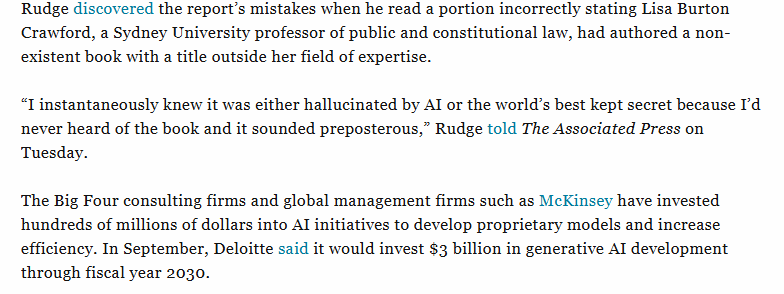 Rudge discovered the report’s mistakes when he read a portion incorrectly stating Lisa Burton
Crawford, a Sydney University professor of public and constitutional law, had authored a non-
existent book with a title outside her field of expertise.
“I instantaneously knew it was either hallucinated by AI or the world’s best kept secret because I’d
never heard of the book and it sounded preposterous,” Rudge told The Associated Press on
Tuesday.
The Big Four consulting firms and global management firms such as McKinsey have invested
hundreds of millions of dollars into AI initiatives to develop proprietary models and increase
efficiency. In September, Deloitte said it would invest $3 billion in generative AI development
through fiscal year 2030.